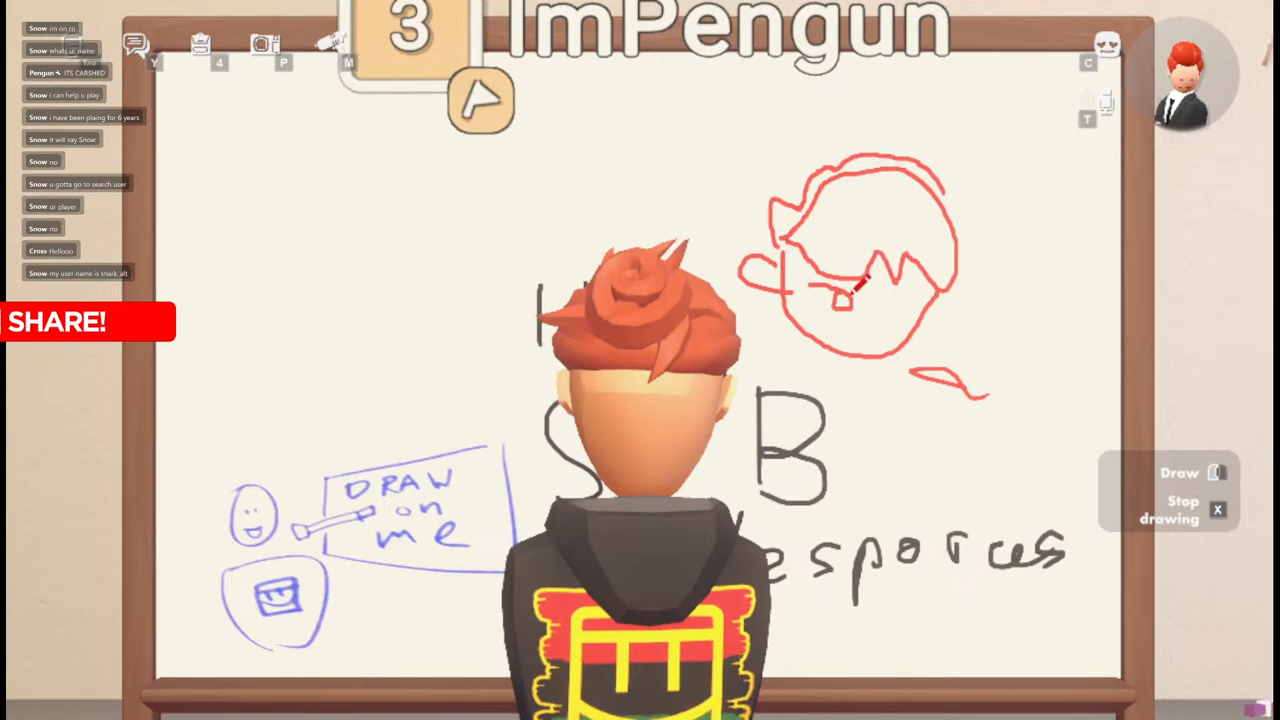 3 ImPengun
Snow im on rn
Snow whats ur name
Pengun ITS CARSHED
Snow i can help u play
Snow i have been plaing for 6 years
Snow it will say Snow
Snow no
Snow u gotta go to search user
Snow or player
Snow no
Cross Hellooo
Snow my user name is snark alt
Y
4
P
M
C
T
SHARE!
B
DRAW
on
me
esporces
Draw
Stop
drawing X